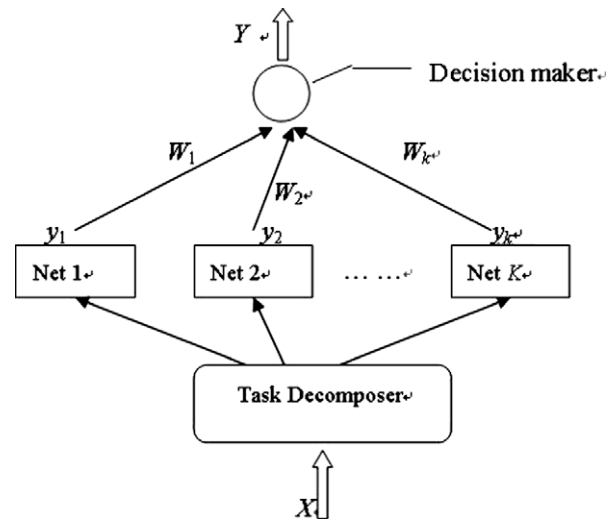 Y
Decision maker
W₁
W₂
Wₖ
y₁
y₂
yₖ
Net 1
Net 2
... ...
Net K
Task Decomposer
X